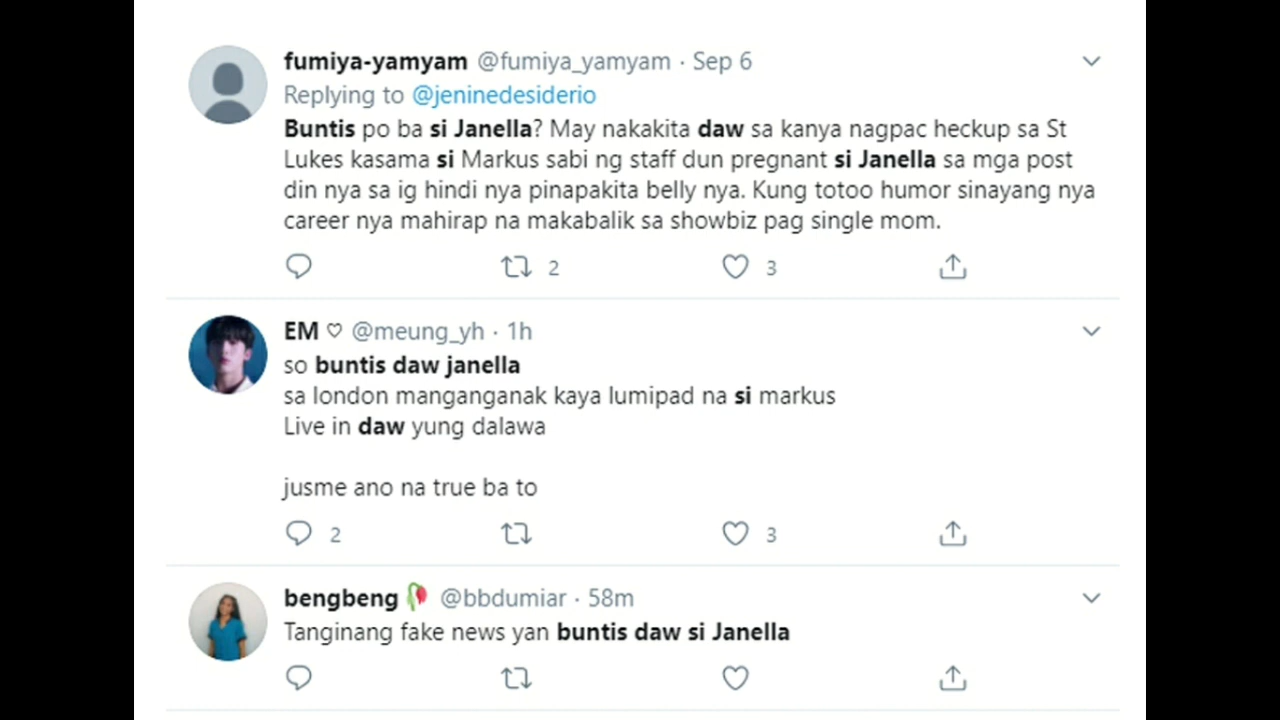 fumiya-yamyam @fumiya_yamyam · Sep 6
Replying to @jeninedesiderio
Buntis po ba si Janella? May nakakita daw sa kanya nagpac heckup sa St
Lukes kasama si Markus sabi ng staff dun pregnant si Janella sa mga post
din nya sa ig hindi nya pinapakita belly nya. Kung totoo humor sinayang nya
career nya mahirap na makabalik sa showbiz pag single mom.
2 3
EM ♡ @meung_yh · 1h
so buntis daw janella
sa london manganganak kaya lumipad na si markus
Live in daw yung dalawa
jusme ano na true ba to
2 3
bengbeng 🥀 @bbdumiar · 58m
Tanginang fake news yan buntis daw si Janella